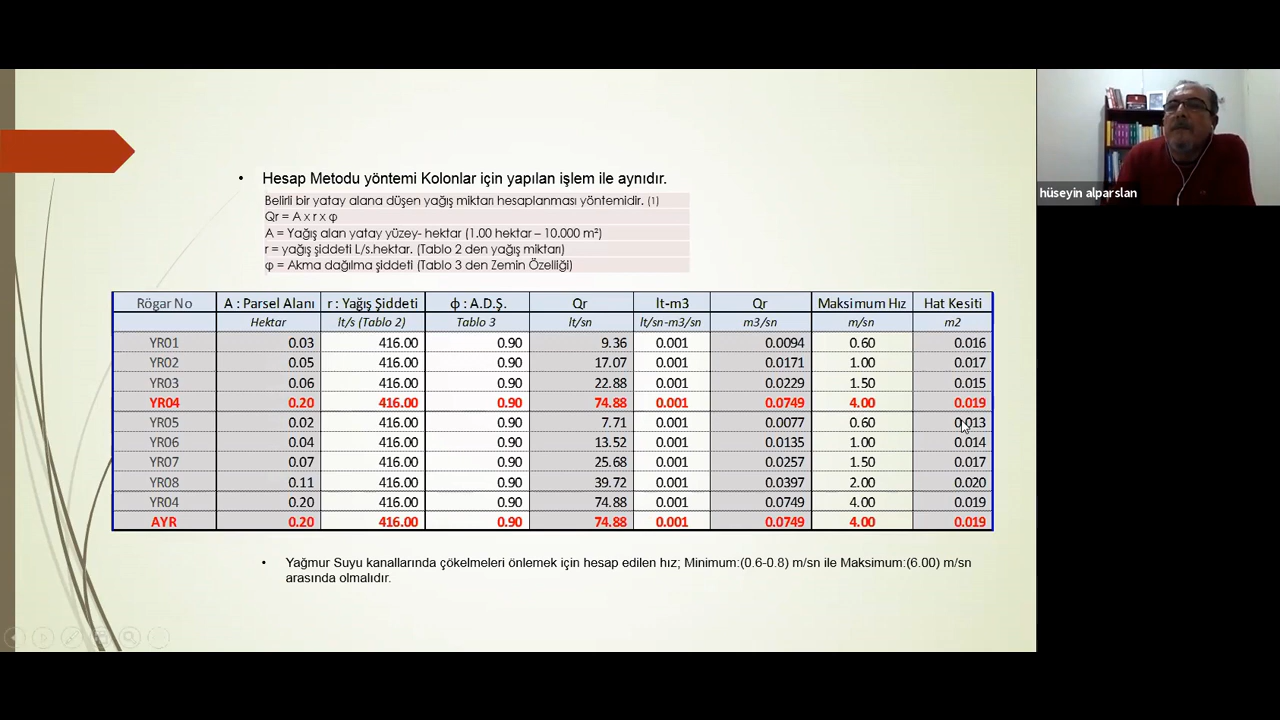 • Hesap Metodu yöntemi Kolonlar için yapılan işlem ile aynıdır.
Belirli bir yatay alana düşen yağış miktarı hesaplanması yöntemidir. (1)
Qr = A x r x φ
A = Yağış alan yatay yüzey- hektar (1.00 hektar – 10.000 m²)
r = yağış şiddeti L/s.hektar. (Tablo 2 den yağış miktarı)
φ = Akma dağılma şiddeti (Tablo 3 den Zemin Özelliği)
hüseyin alparslan
Rögar No A : Parsel Alanı r : Yağış Şiddeti ϕ : A.D.Ş. Qr lt-m3 Qr Maksimum Hız Hat Kesiti
Hektar lt/s (Tablo 2) Tablo 3 lt/sn lt/sn-m3/sn m3/sn m/sn m2
YR01 0.03 416.00 0.90 9.36 0.001 0.0094 0.60 0.016
YR02 0.05 416.00 0.90 17.07 0.001 0.0171 1.00 0.017
YR03 0.06 416.00 0.90 22.88 0.001 0.0229 1.50 0.015
YR04 0.20 416.00 0.90 74.88 0.001 0.0749 4.00 0.019
YR05 0.02 416.00 0.90 7.71 0.001 0.0077 0.60 0.013
YR06 0.04 416.00 0.90 13.52 0.001 0.0135 1.00 0.014
YR07 0.07 416.00 0.90 25.68 0.001 0.0257 1.50 0.017
YR08 0.11 416.00 0.90 39.72 0.001 0.0397 2.00 0.020
YR04 0.20 416.00 0.90 74.88 0.001 0.0749 4.00 0.019
AYR 0.20 416.00 0.90 74.88 0.001 0.0749 4.00 0.019
• Yağmur Suyu kanallarında çökelmeleri önlemek için hesap edilen hız; Minimum:(0.6-0.8) m/sn ile Maksimum:(6.00) m/sn
arasında olmalıdır.